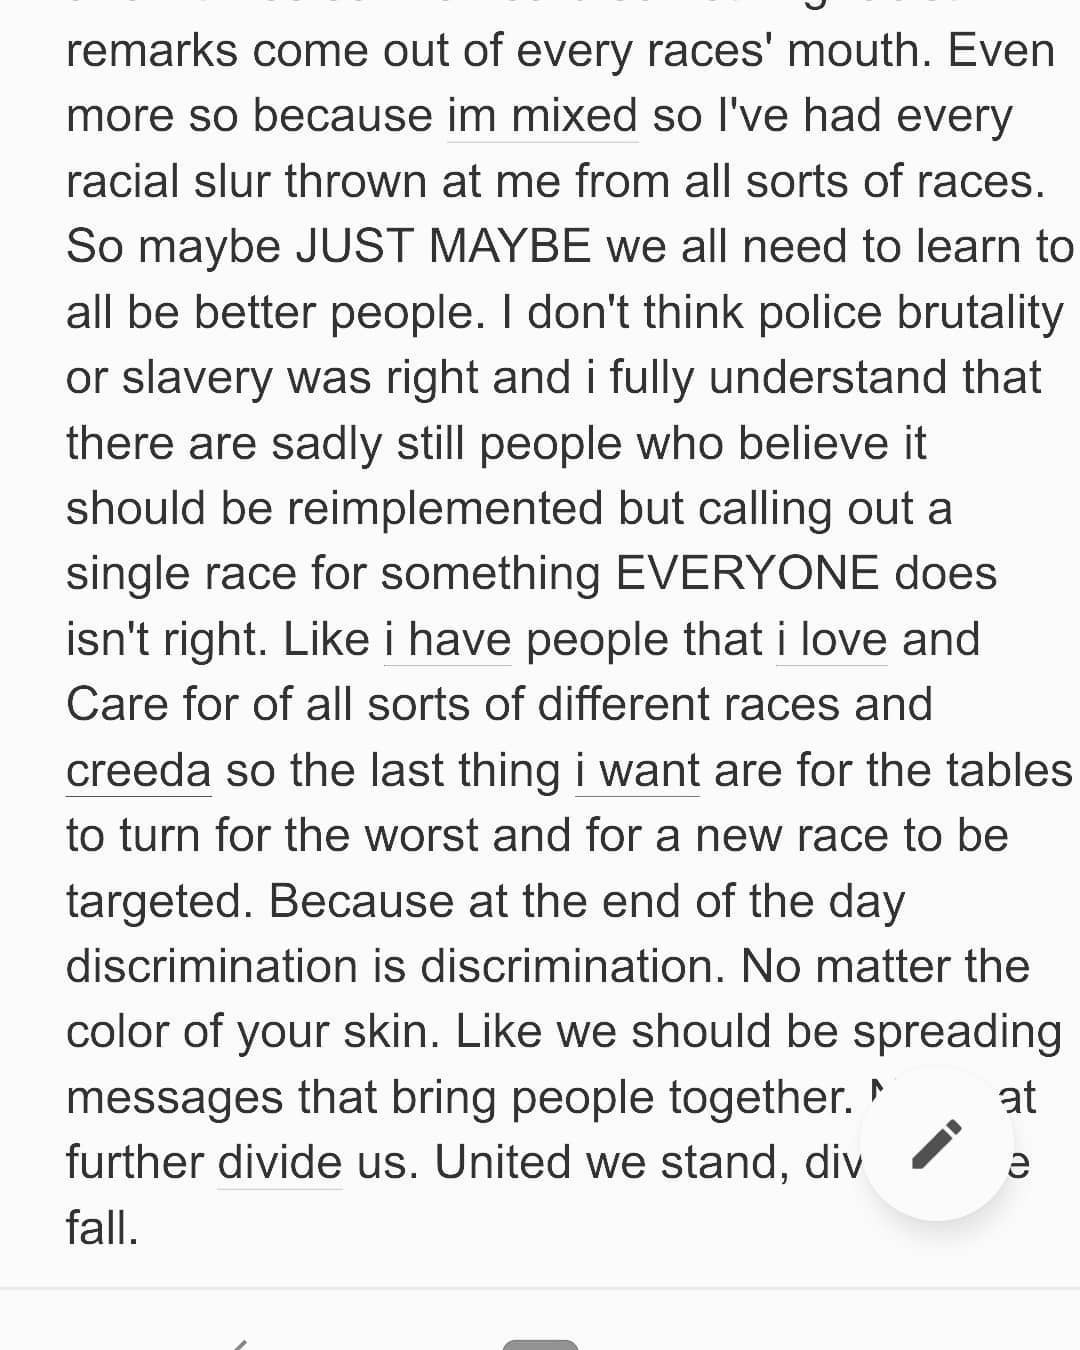 remarks come out of every races' mouth. Even
more so because im mixed so I've had every
racial slur thrown at me from all sorts of races.
So maybe JUST MAYBE we all need to learn to
all be better people. I don't think police brutality
or slavery was right and i fully understand that
there are sadly still people who believe it
should be reimplemented but calling out a
single race for something EVERYONE does
isn't right. Like i have people that i love and
Care for of all sorts of different races and
creeda so the last thing i want are for the tables
to turn for the worst and for a new race to be
targeted. Because at the end of the day
discrimination is discrimination. No matter the
color of your skin. Like we should be spreading
messages that bring people together.
further divide us. United we stand,
fall.